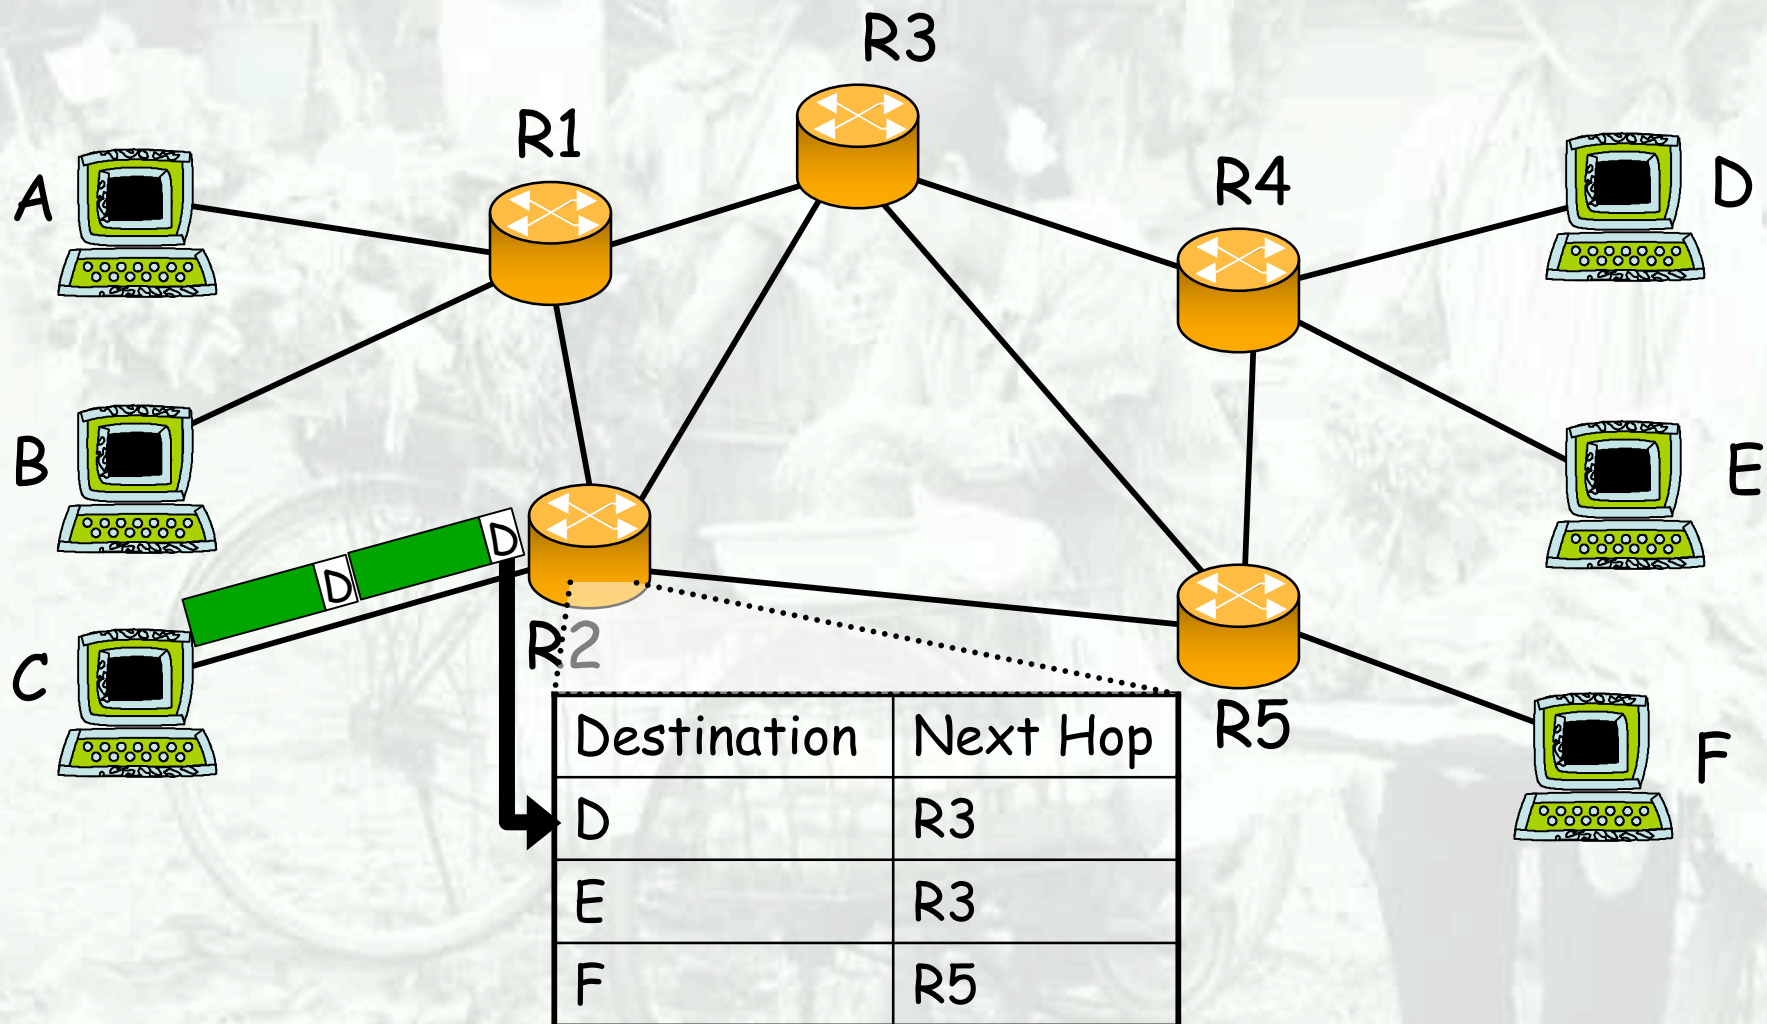 R3
R1
R4
A
D
B
E
D
D
R2
C
R5
F
Destination Next Hop
D R3
E R3
F R5